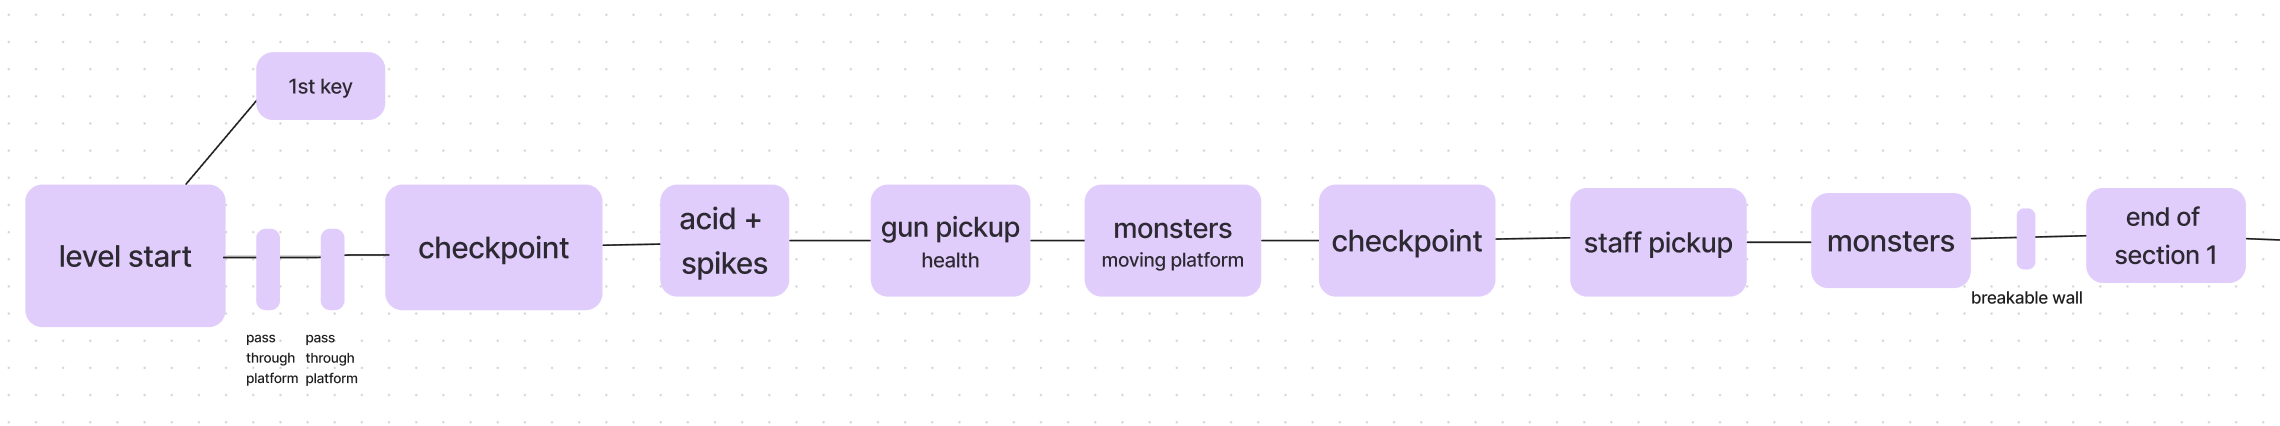 1st key
level start
pass
through
platform
pass
through
platform
checkpoint
acid +
spikes
gun pickup
health
monsters
moving platform
checkpoint
staff pickup
monsters
breakable wall
end of
section 1